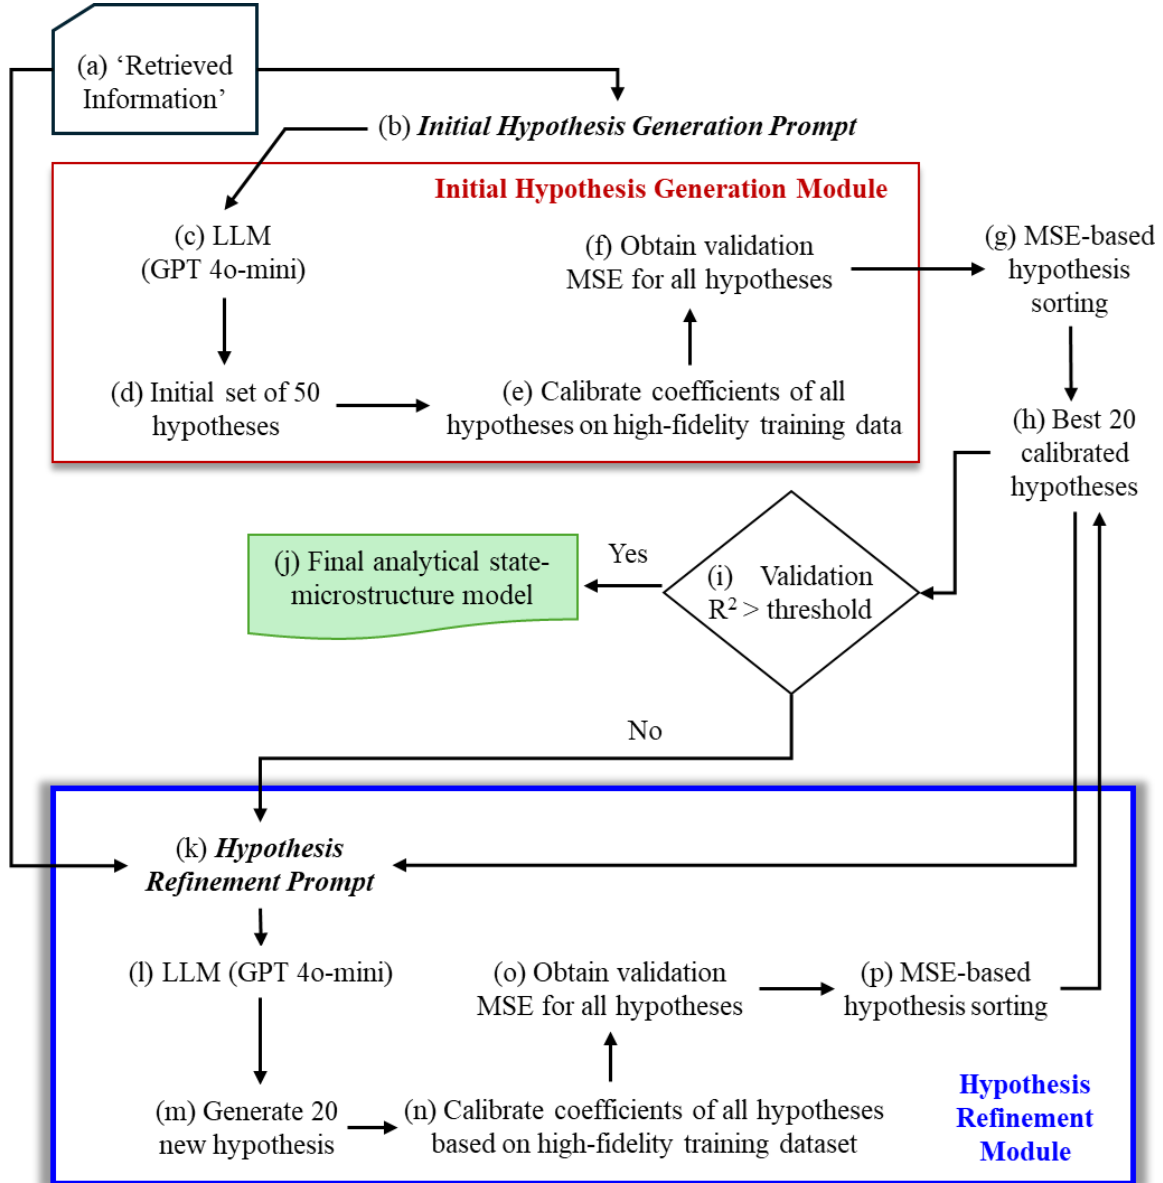 (a) ‘Retrieved
Information’
(b) Initial Hypothesis Generation Prompt
Initial Hypothesis Generation Module
(c) LLM
(GPT 4o-mini)
(d) Initial set of 50
hypotheses
(e) Calibrate coefficients of all
hypotheses on high-fidelity training data
(f) Obtain validation
MSE for all hypotheses
(g) MSE-based
hypothesis
sorting
(h) Best 20
calibrated
hypotheses
(i) Validation
R² > threshold
Yes
(j) Final analytical state-
microstructure model
No
(k) Hypothesis
Refinement Prompt
(l) LLM (GPT 4o-mini)
(m) Generate 20
new hypothesis
(n) Calibrate coefficients of all hypotheses
based on high-fidelity training dataset
(o) Obtain validation
MSE for all hypotheses
(p) MSE-based
hypothesis sorting
Hypothesis
Refinement
Module